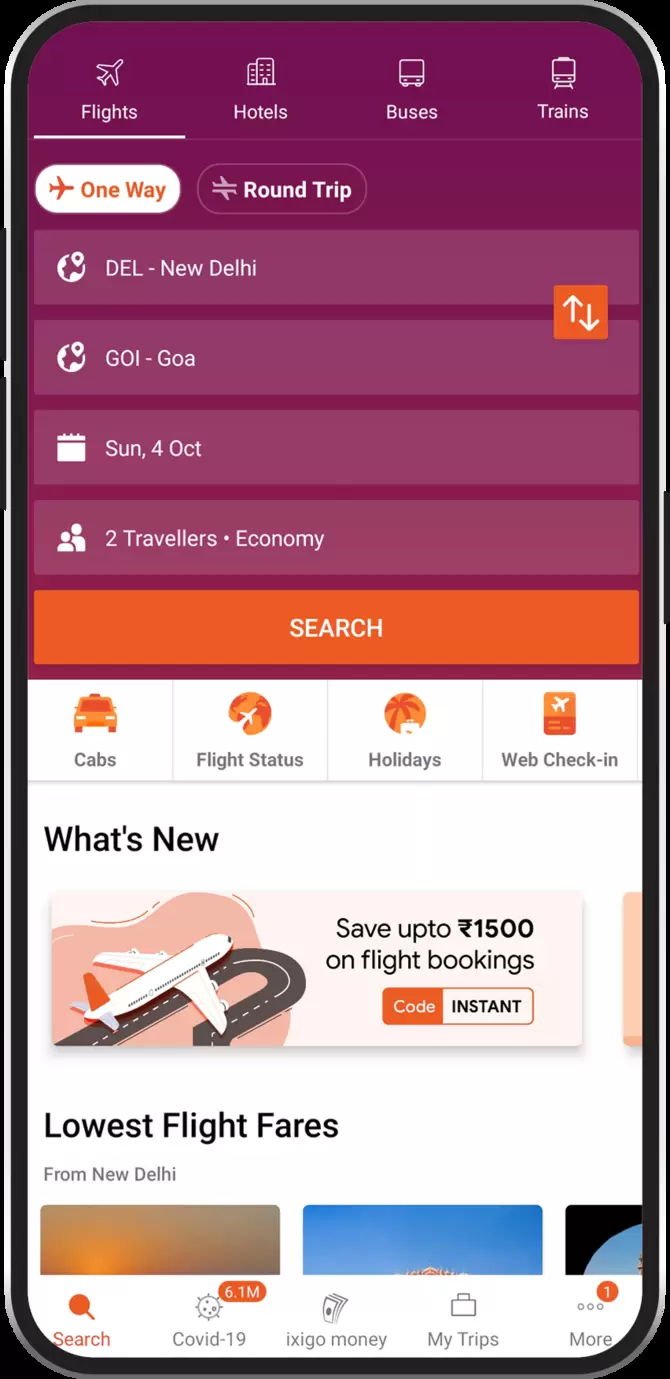 Flights
Hotels
Buses
Trains
One Way
Round Trip
DEL - New Delhi
GOI - Goa
Sun, 4 Oct
2 Travellers • Economy
SEARCH
Cabs
Flight Status
Holidays
Web Check-in
What's New
Save upto ₹1500
on flight bookings
Code INSTANT
Lowest Flight Fares
From New Delhi
6.1M
1
Search
Covid-19
ixigo money
My Trips
More